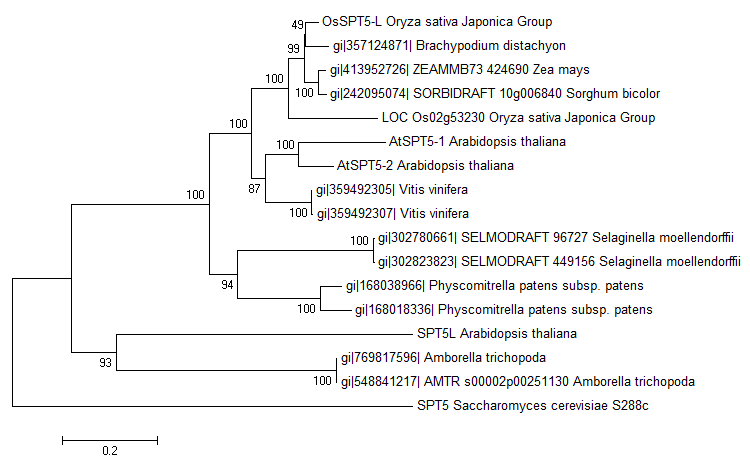 49
OsSPT5-L Oryza sativa Japonica Group
99
gi|357124871| Brachypodium distachyon
gi|413952726| ZEAMMB73 424690 Zea mays
100
100
gi|242095074| SORBIDRAFT 10g006840 Sorghum bicolor
LOC Os02g53230 Oryza sativa Japonica Group
100
AtSPT5-1 Arabidopsis thaliana
100
AtSPT5-2 Arabidopsis thaliana
87
gi|359492305| Vitis vinifera
100
100
gi|359492307| Vitis vinifera
gi|302780661| SELMODRAFT 96727 Selaginella moellendorffii
100
gi|302823823| SELMODRAFT 449156 Selaginella moellendorffii
94
gi|168038966| Physcomitrella patens subsp. patens
100
gi|168018336| Physcomitrella patens subsp. patens
SPT5L Arabidopsis thaliana
93
gi|769817596| Amborella trichopoda
100
gi|548841217| AMTR s00002p00251130 Amborella trichopoda
SPT5 Saccharomyces cerevisiae S288c
0.2